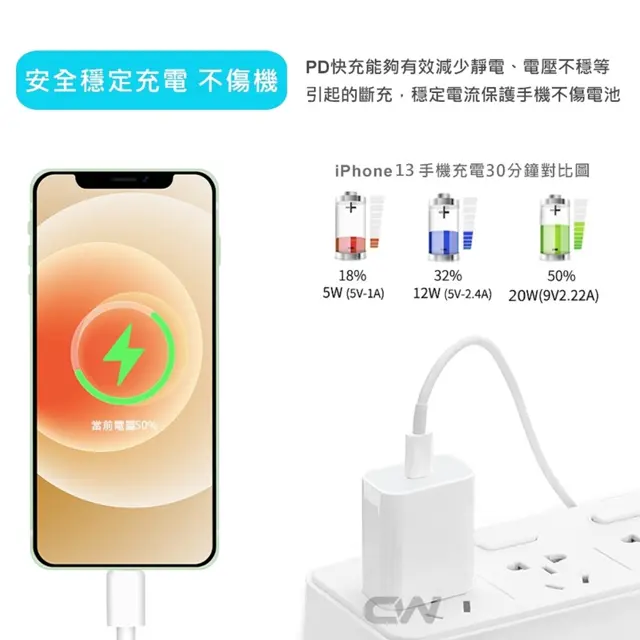 安全穩定充電 不傷機
PD快充能夠有效減少靜電、電壓不穩等
引起的斷充，穩定電流保護手機不傷電池
iPhone 13 手機充電30分鐘對比圖
18%
5W (5V-1A)
32%
12W (5V-2.4A)
50%
20W(9V2.22A)
當前電量50%
CW